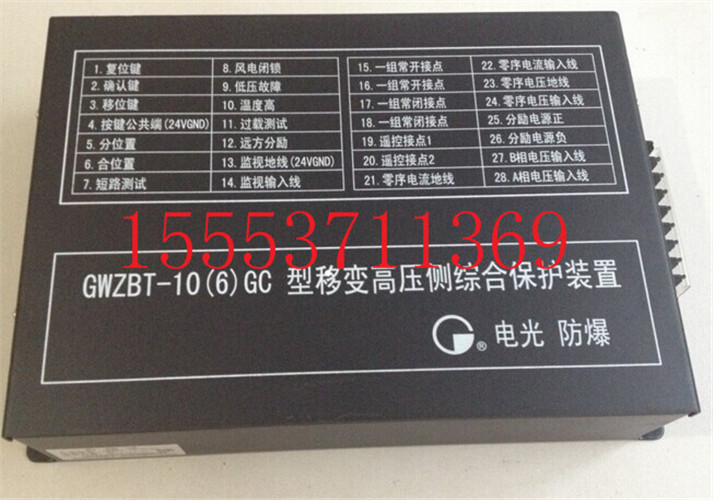 1. 复位键
2. 确认键
3. 移位键
4. 按键公共端(24VGND)
5. 分位置
6. 合位置
7. 短路测试
8. 风电闭锁
9. 低压故障
10. 温度高
11. 过载测试
12. 远方分励
13. 监视地线(24VGND)
14. 监视输入线
15. 一组常开接点
16. 一组常开接点
17. 一组常闭接点
18. 一组常闭接点
19. 遥控接点1
20. 遥控接点2
21. 零序电流地线
22. 零序电流输入线
23. 零序电压地线
24. 零序电压输入线
25. 分励电源正
26. 分励电源负
27. B相电压输入线
28. A相电压输入线
15553711369
GWZBT-10(6)GC 型移变高压侧综合保护装置
® 电光 防爆